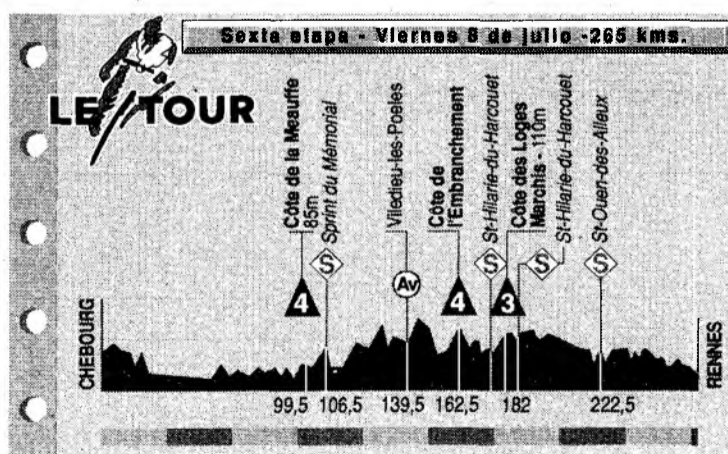 Sexta etapa - Viernes 8 de julio -265 kms.
LE TOUR
Côte de la Meauffe
85m
Sprint du Mémorial
Viledieu-les-Poeles
Côte de
l'Embranchement
St-Hilarie-du-Harcouet
Côte des Loges
Marchis - 110m
St-Hilarie-du-Harcouet
St-Ouen-des-Alleux
S
S
S
S
Av
4
4
3
CHEBOURG
RENNES
99,5
106,5
139,5
162,5
182
222,5